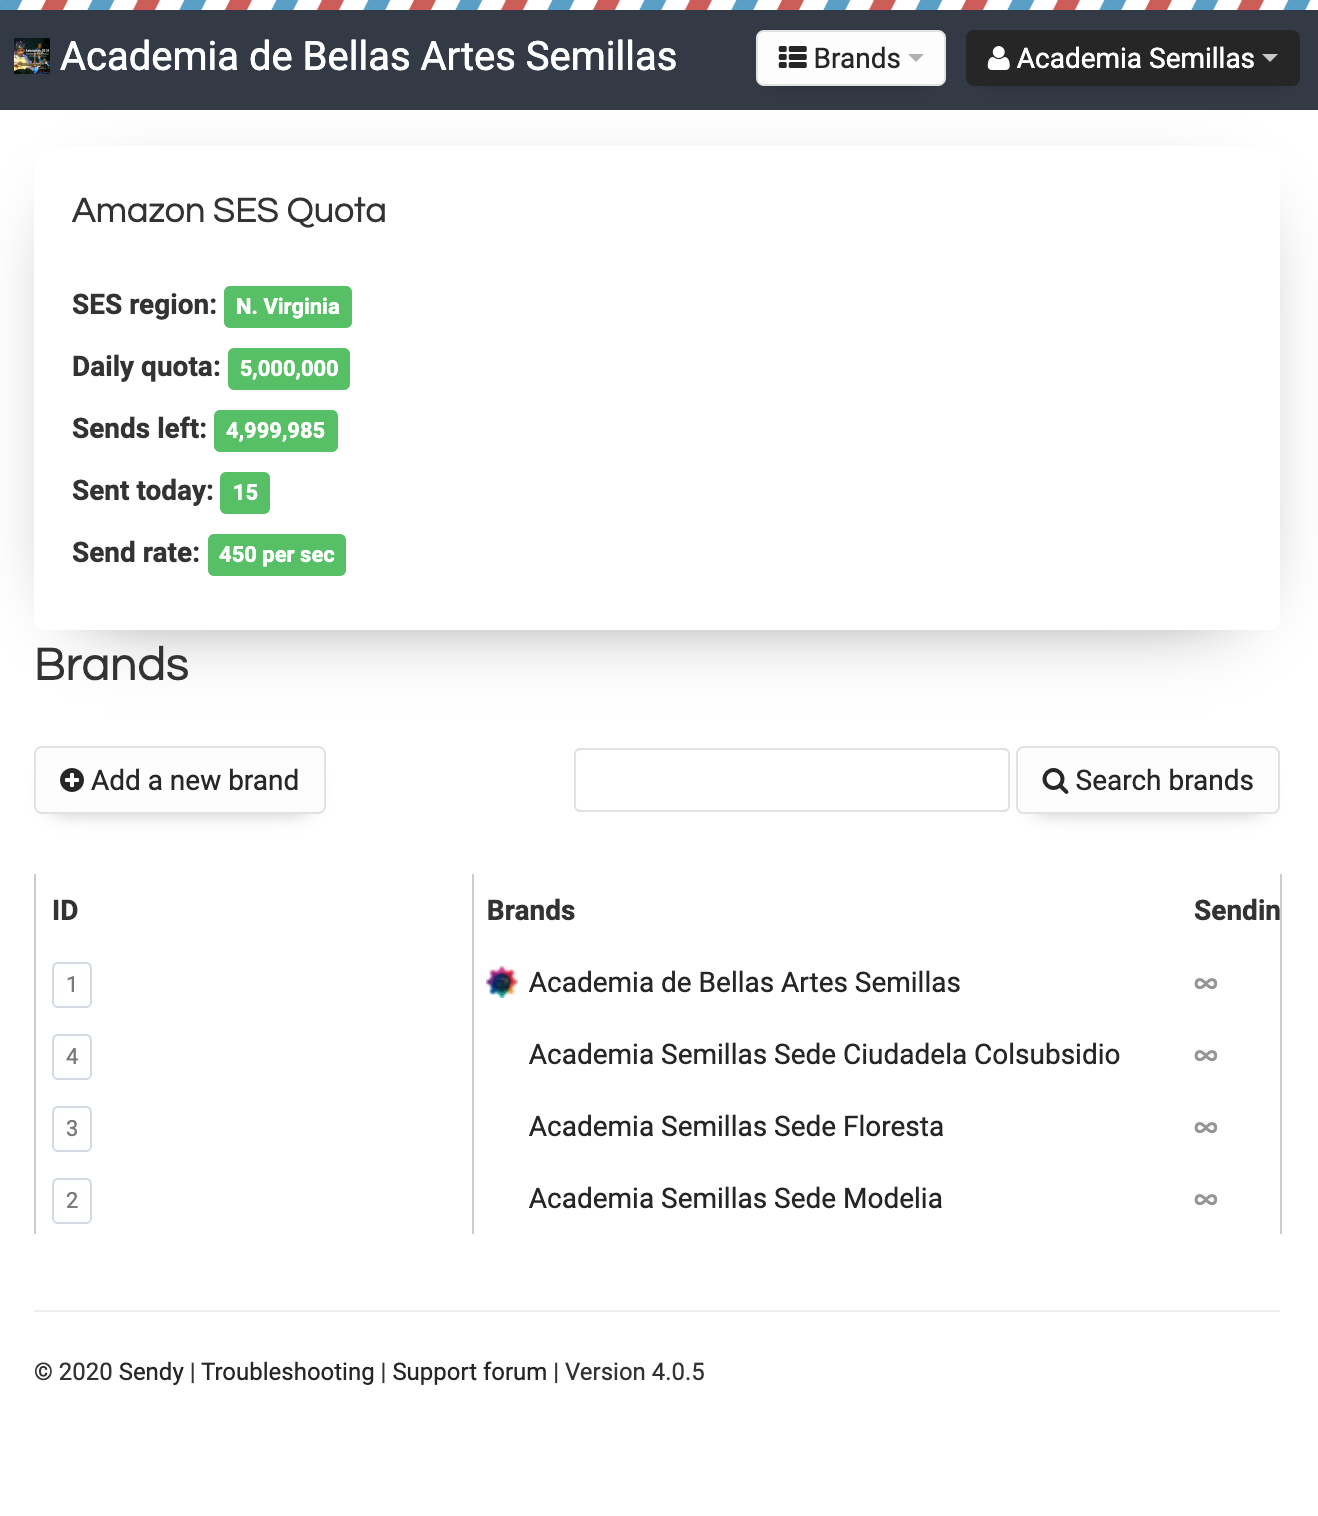 Academia de Bellas Artes Semillas
Brands
Academia Semillas
Amazon SES Quota
SES region: N. Virginia
Daily quota: 5,000,000
Sends left: 4,999,985
Sent today: 15
Send rate: 450 per sec
Brands
Add a new brand
Search brands
ID Brands Sendin
1 Academia de Bellas Artes Semillas ∞
4 Academia Semillas Sede Ciudadela Colsubsidio ∞
3 Academia Semillas Sede Floresta ∞
2 Academia Semillas Sede Modelia ∞
© 2020 Sendy | Troubleshooting | Support forum | Version 4.0.5